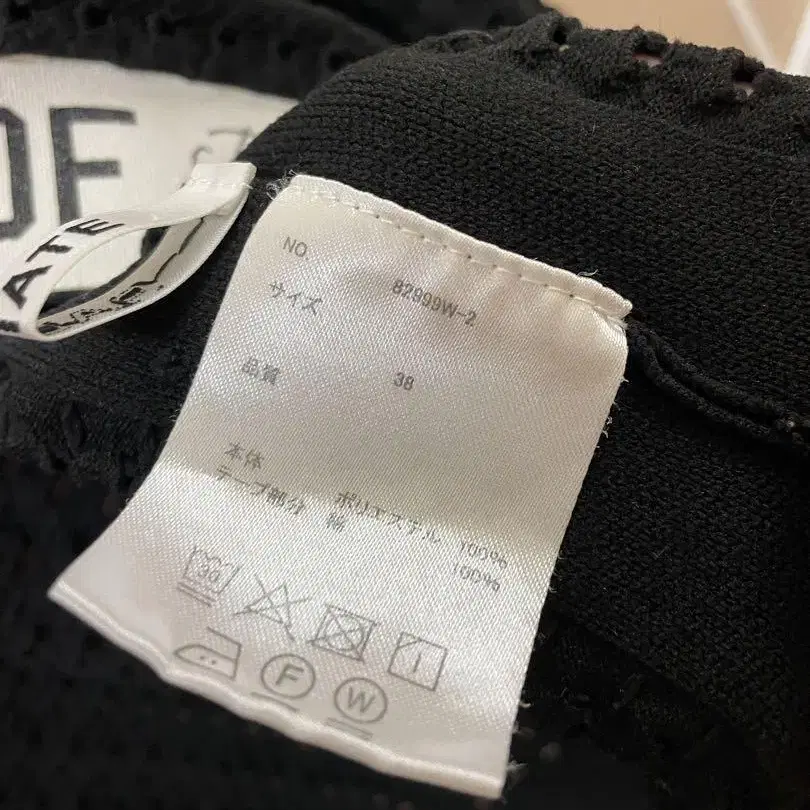 OF
ATE
NO.
82999W-2
サイズ
38
品質
本体
ポリエステル 100%
テープ部分 綿 100%
30
F
W